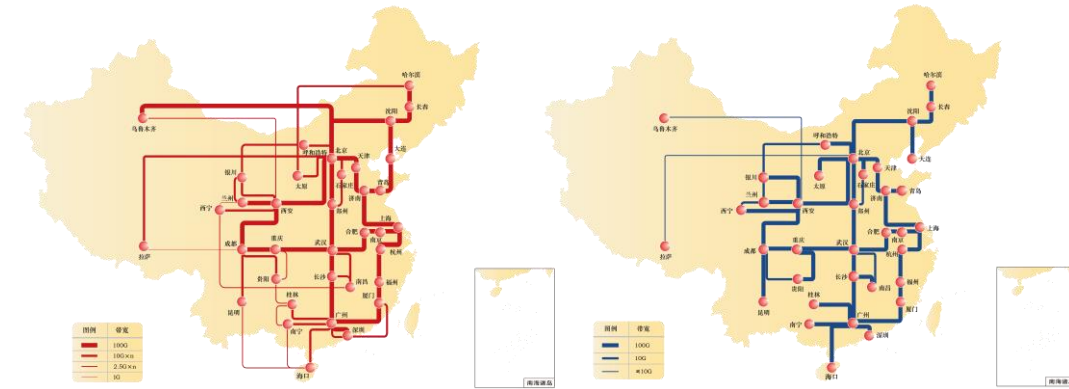 哈尔滨
长春
沈阳
乌鲁木齐
呼和浩特
北京
天津
大连
银川
太原
石家庄
青岛
济南
兰州
西宁
西安
郑州
上海
合肥
南京
拉萨
成都
重庆
武汉
杭州
贵阳
长沙
南昌
福州
昆明
桂林
厦门
广州
南宁
深圳
海口
图例 带宽
100G
10G×n
2.5G×n
1G
南海诸岛
哈尔滨
长春
沈阳
乌鲁木齐
呼和浩特
北京
天津
大连
银川
太原
石家庄
青岛
济南
兰州
西宁
西安
郑州
上海
合肥
南京
拉萨
成都
重庆
武汉
杭州
贵阳
长沙
南昌
福州
昆明
桂林
厦门
广州
南宁
深圳
海口
图例 带宽
100G
10G
南海诸岛